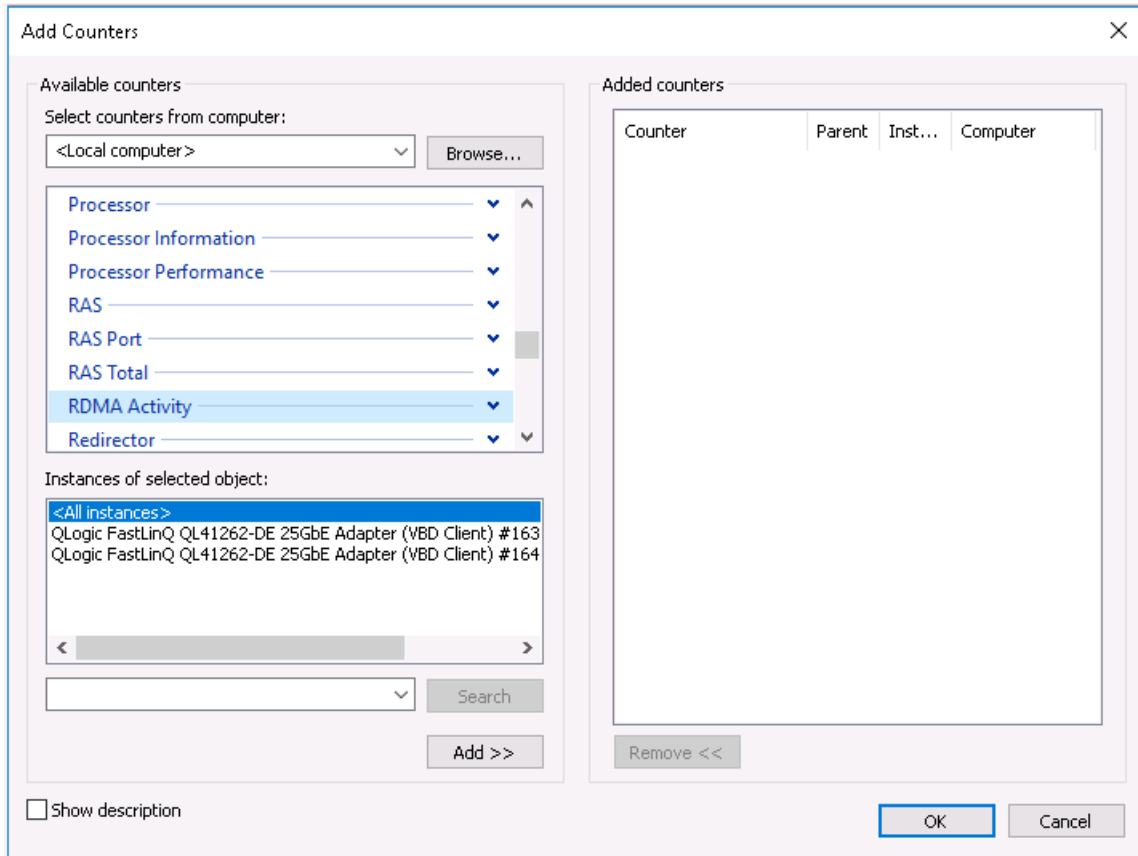 Add Counters
Available counters
Select counters from computer:
<Local computer>
Browse...
Processor
Processor Information
Processor Performance
RAS
RAS Port
RAS Total
RDMA Activity
Redirector
Instances of selected object:
<All instances>
QLogic FastLinQ QL41262-DE 25GbE Adapter (VBD Client) #163
QLogic FastLinQ QL41262-DE 25GbE Adapter (VBD Client) #164
Search
Add >>
Added counters
Counter Parent Inst... Computer
Remove <<
Show description
OK Cancel